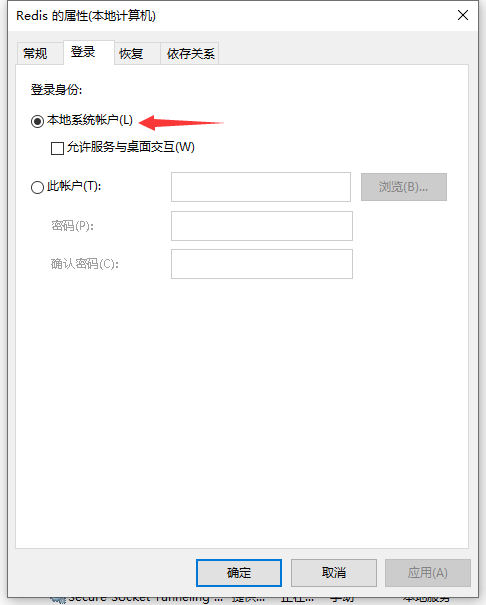 Redis 的属性(本地计算机)
常规 登录 恢复 依存关系
登录身份:
本地系统帐户(L)
允许服务与桌面交互(W)
此帐户(T): 浏览(B)...
密码(P):
确认密码(C):
确定 取消 应用(A)
Secure Socket Tunneling ... 提供... 正在... 手动 本地服务